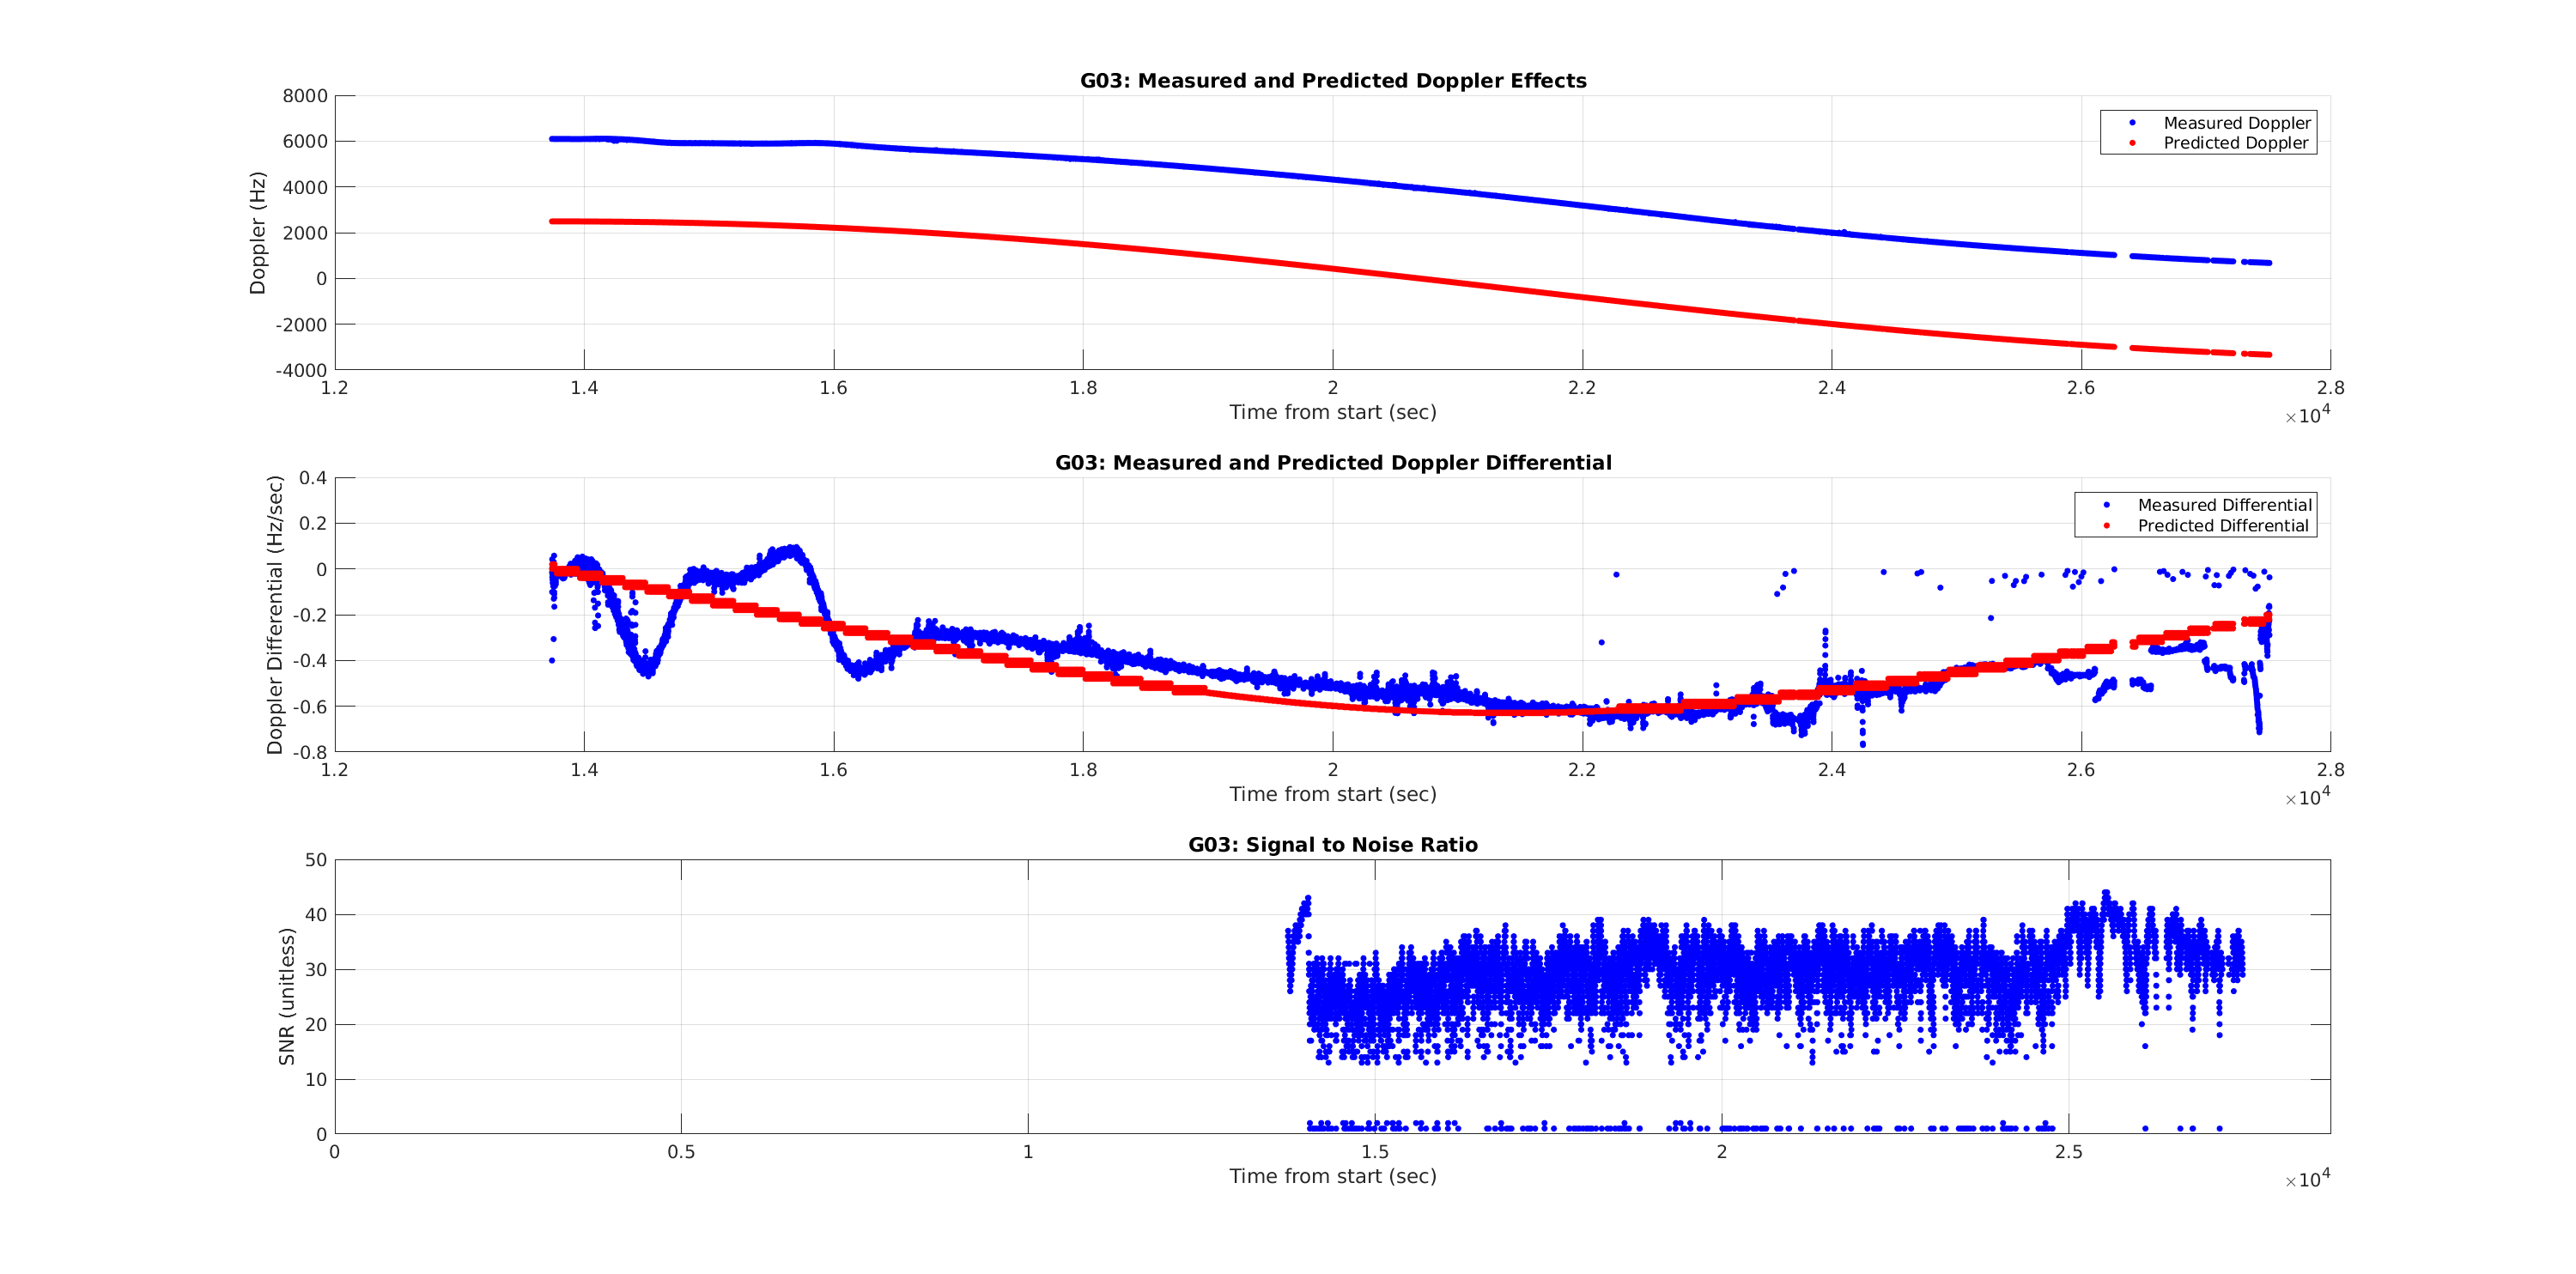 G03: Measured and Predicted Doppler Effects
8000
6000
4000
2000
0
-2000
-4000
Doppler (Hz)
Measured Doppler
Predicted Doppler
1.2 1.4 1.6 1.8 2 2.2 2.4 2.6 2.8
Time from start (sec)
×10^4
G03: Measured and Predicted Doppler Differential
0.4
0.2
0
-0.2
-0.4
-0.6
-0.8
Doppler Differential (Hz/sec)
Measured Differential
Predicted Differential
1.2 1.4 1.6 1.8 2 2.2 2.4 2.6 2.8
Time from start (sec)
×10^4
G03: Signal to Noise Ratio
50
40
30
20
10
0
SNR (unitless)
0 0.5 1 1.5 2 2.5
Time from start (sec)
×10^4